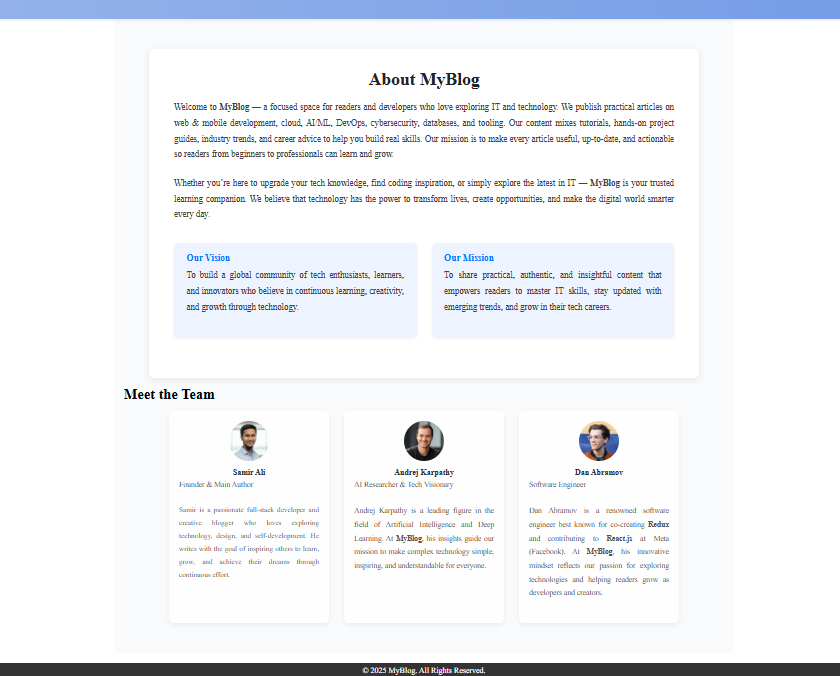 About MyBlog
Welcome to MyBlog — a focused space for readers and developers who love exploring IT and technology. We publish practical articles on
web & mobile development, cloud, AI/ML, DevOps, cybersecurity, databases, and tooling. Our content mixes tutorials, hands-on project
guides, industry trends, and career advice to help you build real skills. Our mission is to make every article useful, up-to-date, and actionable
so readers from beginners to professionals can learn and grow.
Whether you're here to upgrade your tech knowledge, find coding inspiration, or simply explore the latest in IT — MyBlog is your trusted
learning companion. We believe that technology has the power to transform lives, create opportunities, and make the digital world smarter
every day.
Our Vision
To build a global community of tech enthusiasts, learners,
and innovators who believe in continuous learning, creativity,
and growth through technology.
Our Mission
To share practical, authentic, and insightful content that
empowers readers to master IT skills, stay updated with
emerging trends, and grow in their tech careers.
Meet the Team
Samir Ali
Founder & Main Author
Samir is a passionate full-stack developer and
creative blogger who loves exploring
technology, design, and self-development. He
writes with the goal of inspiring others to learn,
grow, and achieve their dreams through
continuous effort.
Andrej Karpathy
AI Researcher & Tech Visionary
Andrej Karpathy is a leading figure in the
field of Artificial Intelligence and Deep
Learning. At MyBlog, his insights guide our
mission to make complex technology simple,
inspiring, and understandable for everyone.
Dan Abramov
Software Engineer
Dan Abramov is a renowned software
engineer best known for co-creating Redux
and contributing to React.js at Meta
(Facebook). At MyBlog, his innovative
mindset reflects our passion for exploring
technologies and helping readers grow as
developers and creators.
© 2025 MyBlog. All Rights Reserved.